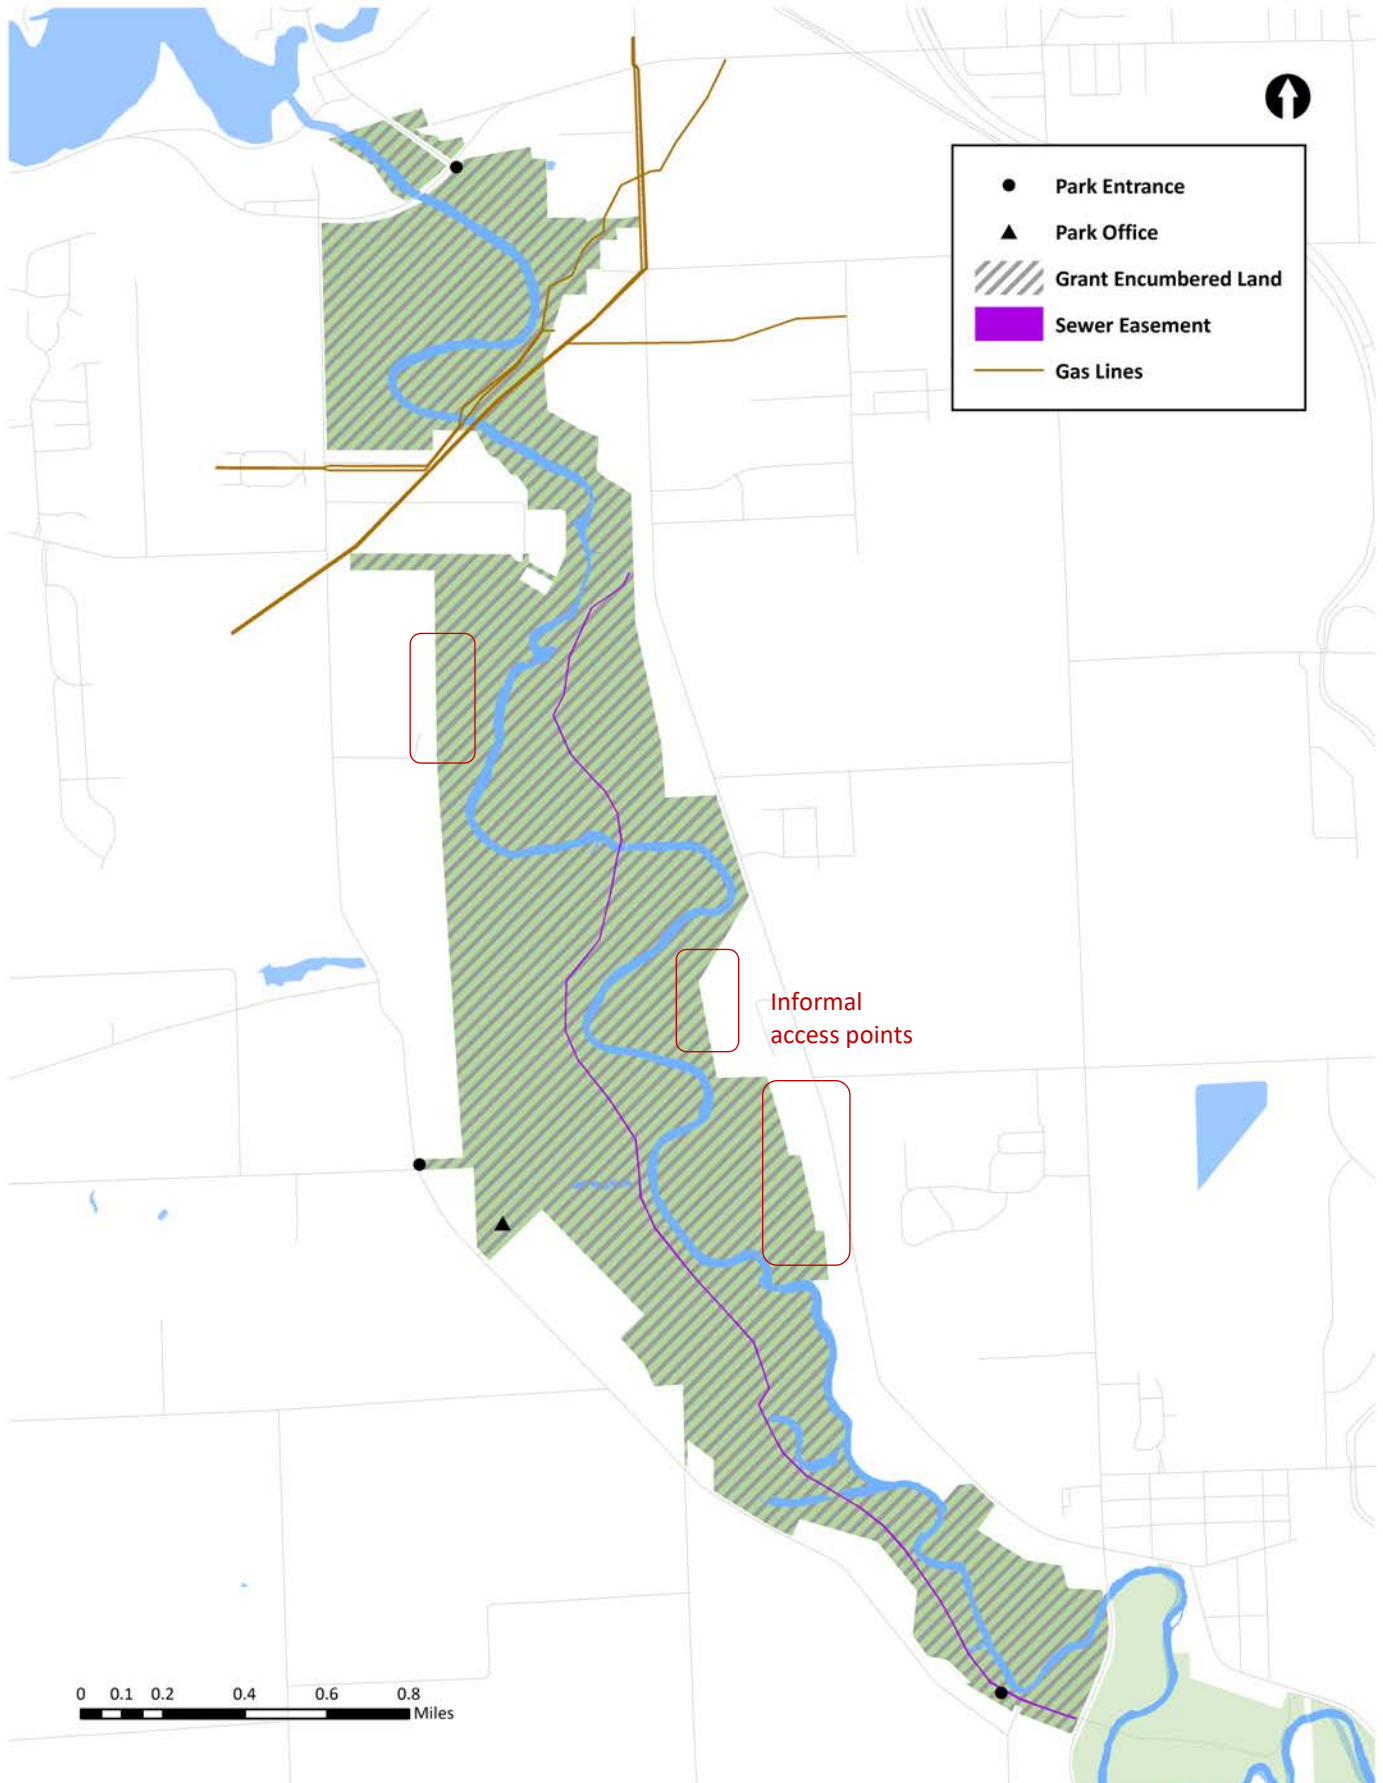 Park Entrance
Park Office
Grant Encumbered Land
Sewer Easement
Gas Lines
Informal
access points
0 0.1 0.2 0.4 0.6 0.8
Miles